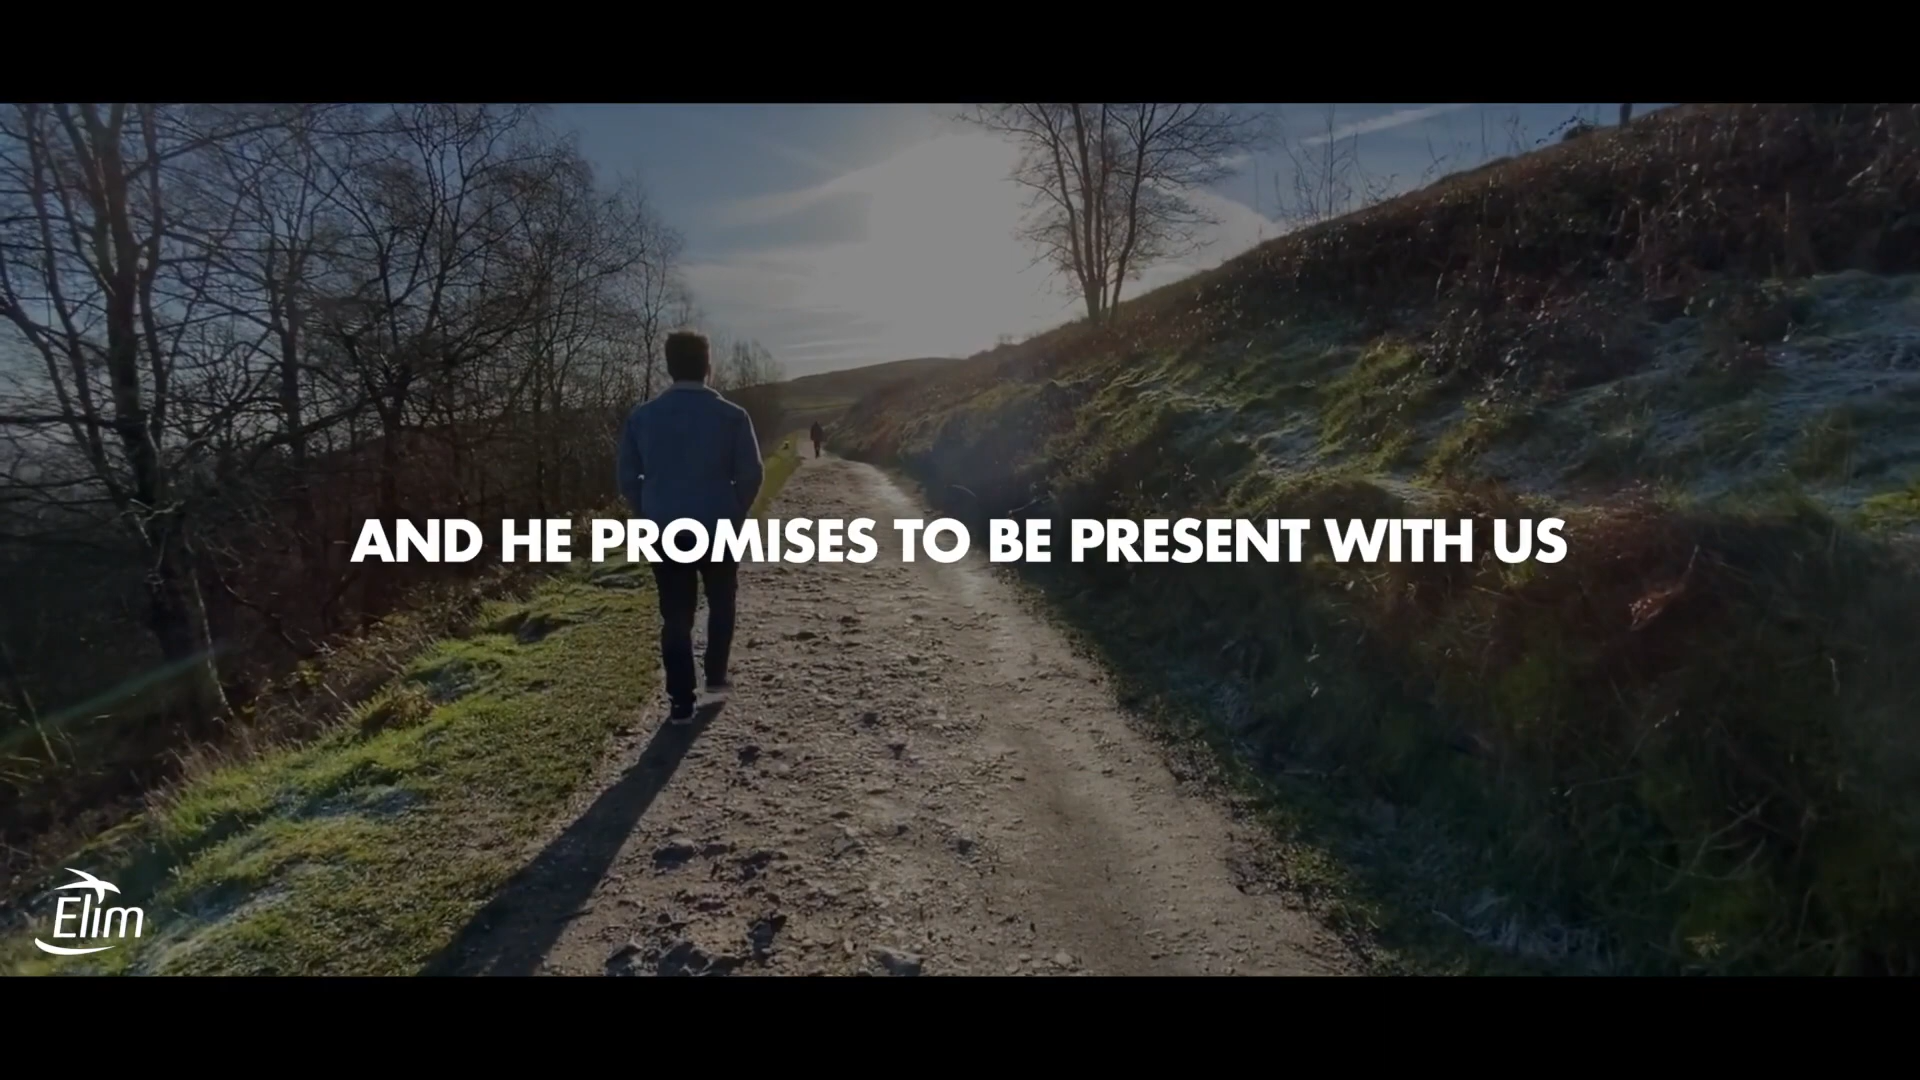 AND HE PROMISES TO BE PRESENT WITH US
Elim